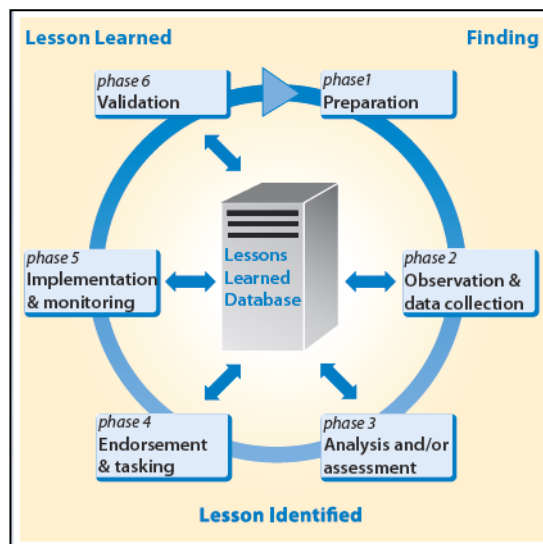 Lesson Learned
Finding
phase 6
Validation
phase1
Preparation
phase 5
Implementation
& monitoring
Lessons
Learned
Database
phase 2
Observation &
data collection
phase 4
Endorsement
& tasking
phase 3
Analysis and/or
assessment
Lesson Identified